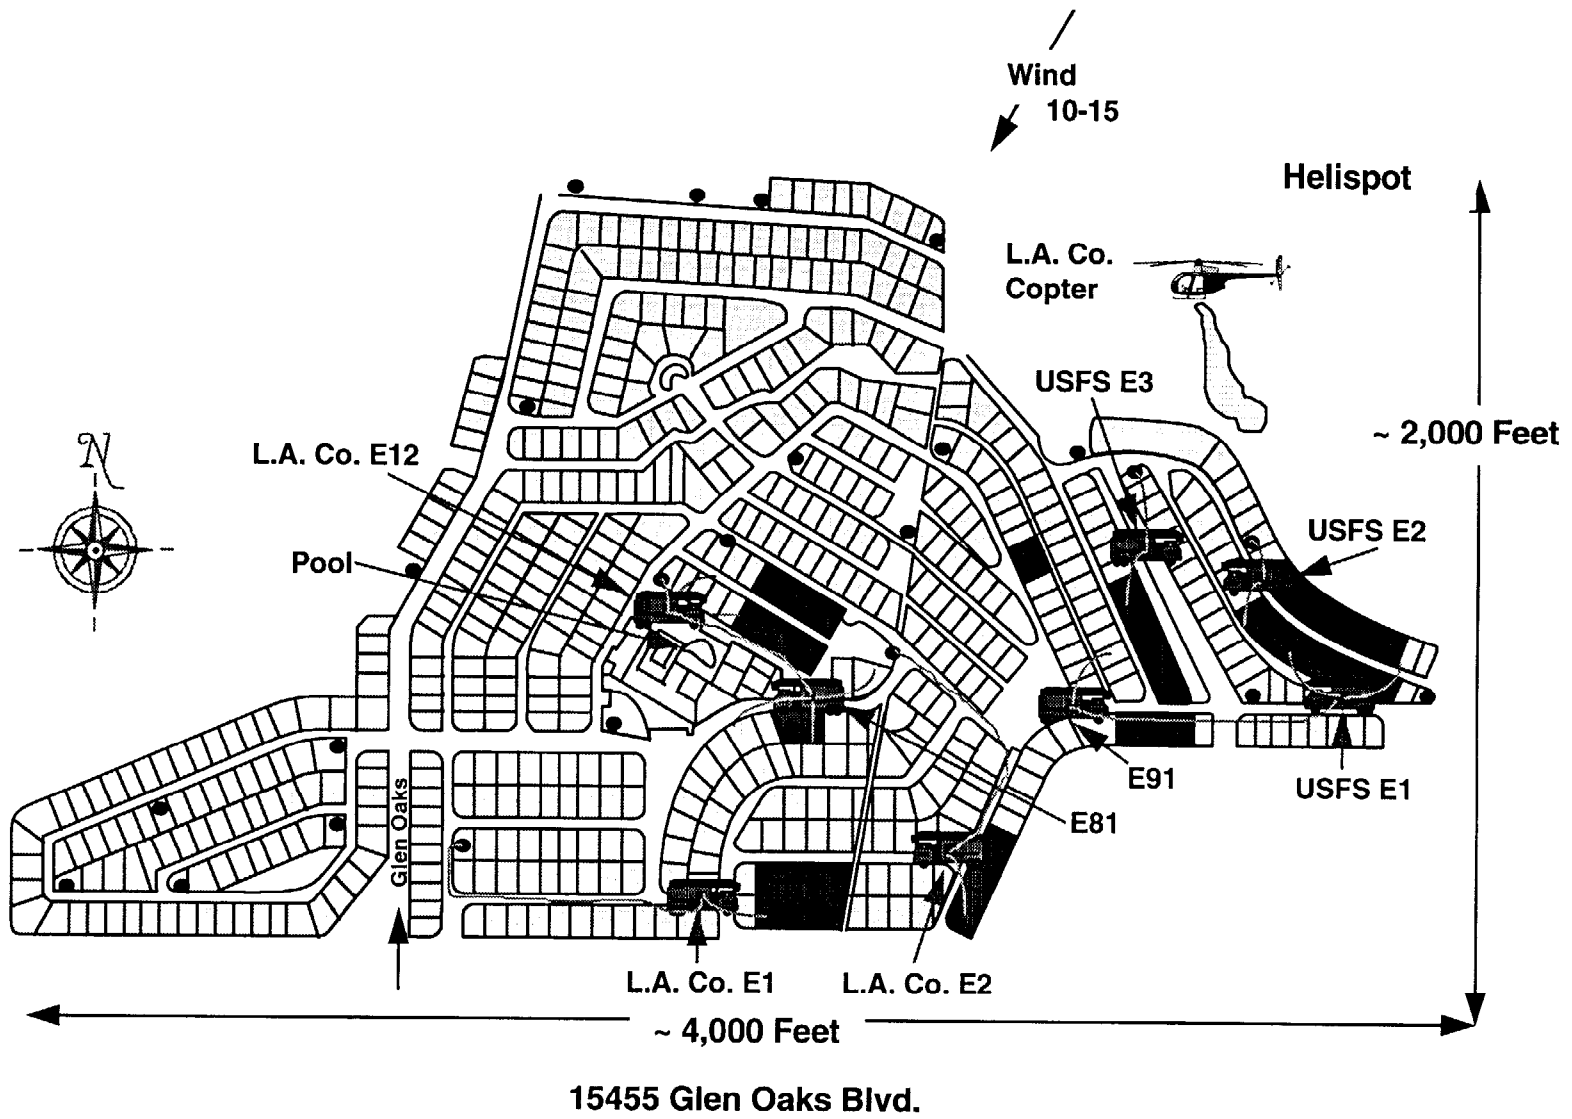 Wind
10-15
Helispot
L.A. Co.
Copter
USFS E3
~ 2,000 Feet
N
L.A. Co. E12
USFS E2
Pool
E91
USFS E1
Glen Oaks
E81
L.A. Co. E1
L.A. Co. E2
~ 4,000 Feet
15455 Glen Oaks Blvd.